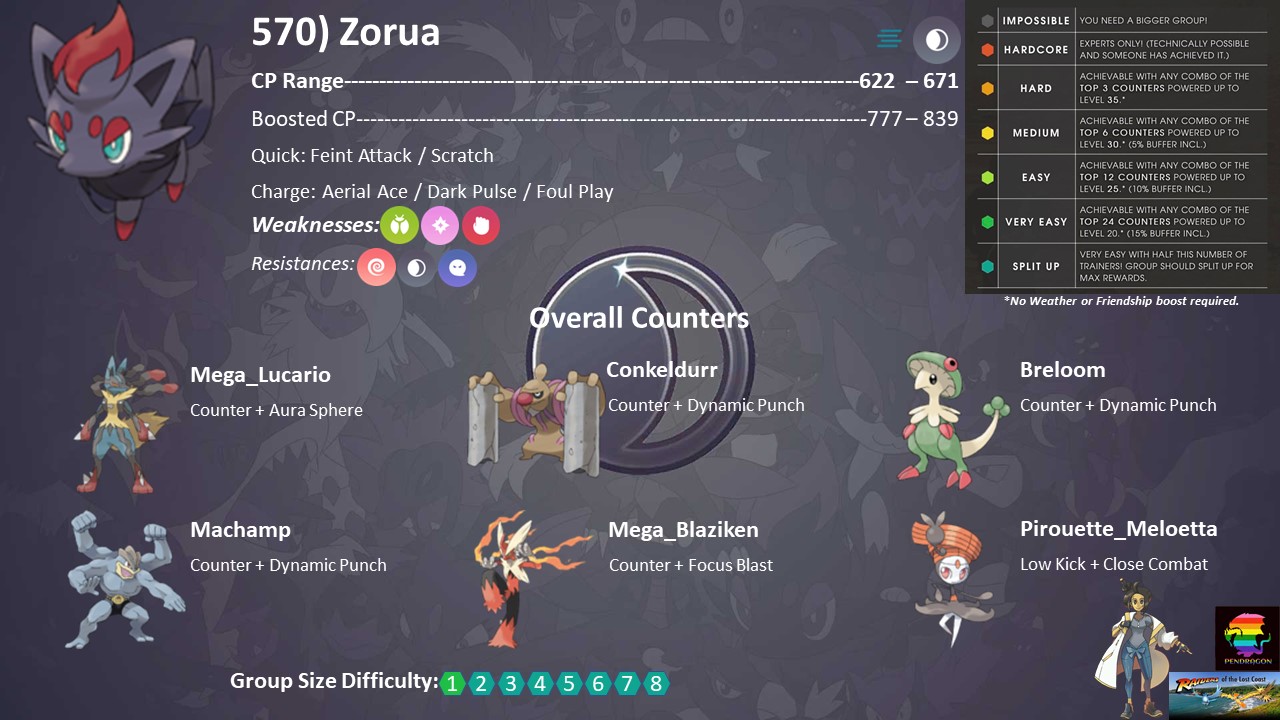 570) Zorua
CP Range---------------------------------------------------------------------------622 – 671
Boosted CP-------------------------------------------------------------------------777 – 839
Quick: Feint Attack / Scratch
Charge: Aerial Ace / Dark Pulse / Foul Play
Weaknesses:
Resistances:
IMPOSSIBLE YOU NEED A BIGGER GROUP!
HARDCORE EXPERTS ONLY! (TECHNICALLY POSSIBLE
AND SOMEONE HAS ACHIEVED IT.)
HARD ACHIEVABLE WITH ANY COMBO OF THE
TOP 3 COUNTERS POWERED UP TO
LEVEL 35.*
MEDIUM ACHIEVABLE WITH ANY COMBO OF THE
TOP 6 COUNTERS POWERED UP TO
LEVEL 30.* (5% BUFFER INCL.)
EASY ACHIEVABLE WITH ANY COMBO OF THE
TOP 12 COUNTERS POWERED UP TO
LEVEL 25.* (10% BUFFER INCL.)
VERY EASY ACHIEVABLE WITH ANY COMBO OF THE
TOP 24 COUNTERS POWERED UP TO
LEVEL 20.* (15% BUFFER INCL.)
SPLIT UP VERY EASY WITH HALF THIS NUMBER OF
TRAINERS! GROUP SHOULD SPLIT UP FOR
MAX REWARDS.
*No Weather or Friendship boost required.
Overall Counters
Mega_Lucario
Counter + Aura Sphere
Conkeldurr
Counter + Dynamic Punch
Breloom
Counter + Dynamic Punch
Machamp
Counter + Dynamic Punch
Mega_Blaziken
Counter + Focus Blast
Pirouette_Meloetta
Low Kick + Close Combat
Group Size Difficulty: 1 2 3 4 5 6 7 8
PENDRAGON
RAIDERS of the Lost Coast